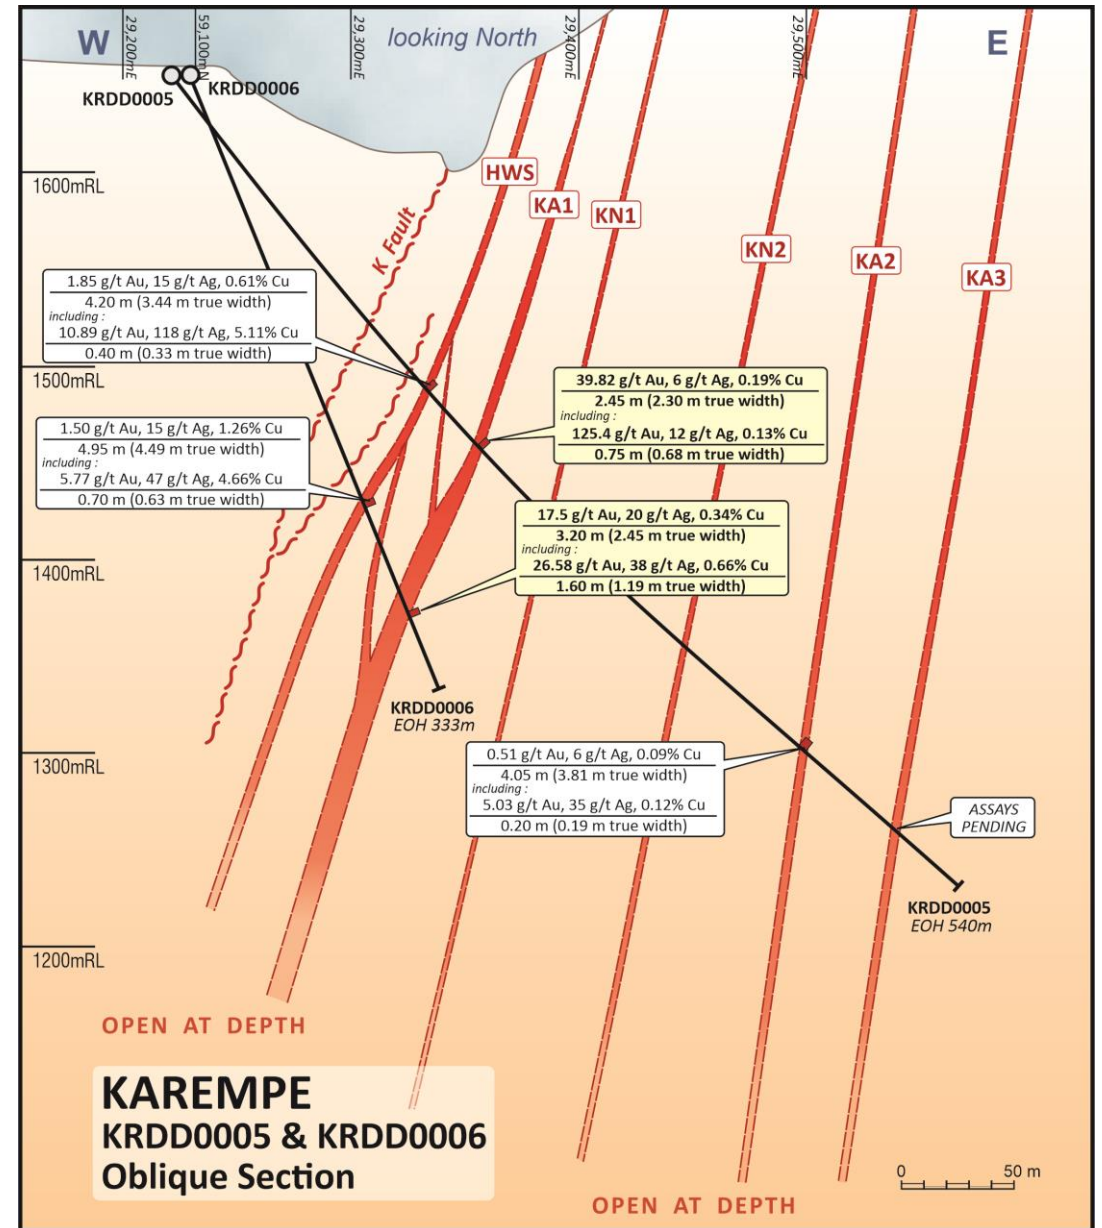 W
looking North
E
29,200mE
59,100mN
29,300mE
29,400mE
29,500mE
KRDD0005
KRDD0006
1600mRL
HWS
KA1
KN1
KN2
KA2
KA3
K Fault
1.85 g/t Au, 15 g/t Ag, 0.61% Cu
4.20 m (3.44 m true width)
including :
10.89 g/t Au, 118 g/t Ag, 5.11% Cu
0.40 m (0.33 m true width)
1500mRL
39.82 g/t Au, 6 g/t Ag, 0.19% Cu
2.45 m (2.30 m true width)
including :
125.4 g/t Au, 12 g/t Ag, 0.13% Cu
0.75 m (0.68 m true width)
1.50 g/t Au, 15 g/t Ag, 1.26% Cu
4.95 m (4.49 m true width)
including :
5.77 g/t Au, 47 g/t Ag, 4.66% Cu
0.70 m (0.63 m true width)
17.5 g/t Au, 20 g/t Ag, 0.34% Cu
3.20 m (2.45 m true width)
including :
26.58 g/t Au, 38 g/t Ag, 0.66% Cu
1.60 m (1.19 m true width)
1400mRL
KRDD0006
EOH 333m
1300mRL
0.51 g/t Au, 6 g/t Ag, 0.09% Cu
4.05 m (3.81 m true width)
including :
5.03 g/t Au, 35 g/t Ag, 0.12% Cu
0.20 m (0.19 m true width)
ASSAYS
PENDING
KRDD0005
EOH 540m
1200mRL
OPEN AT DEPTH
KAREMPE
KRDD0005 & KRDD0006
Oblique Section
0 50 m
OPEN AT DEPTH